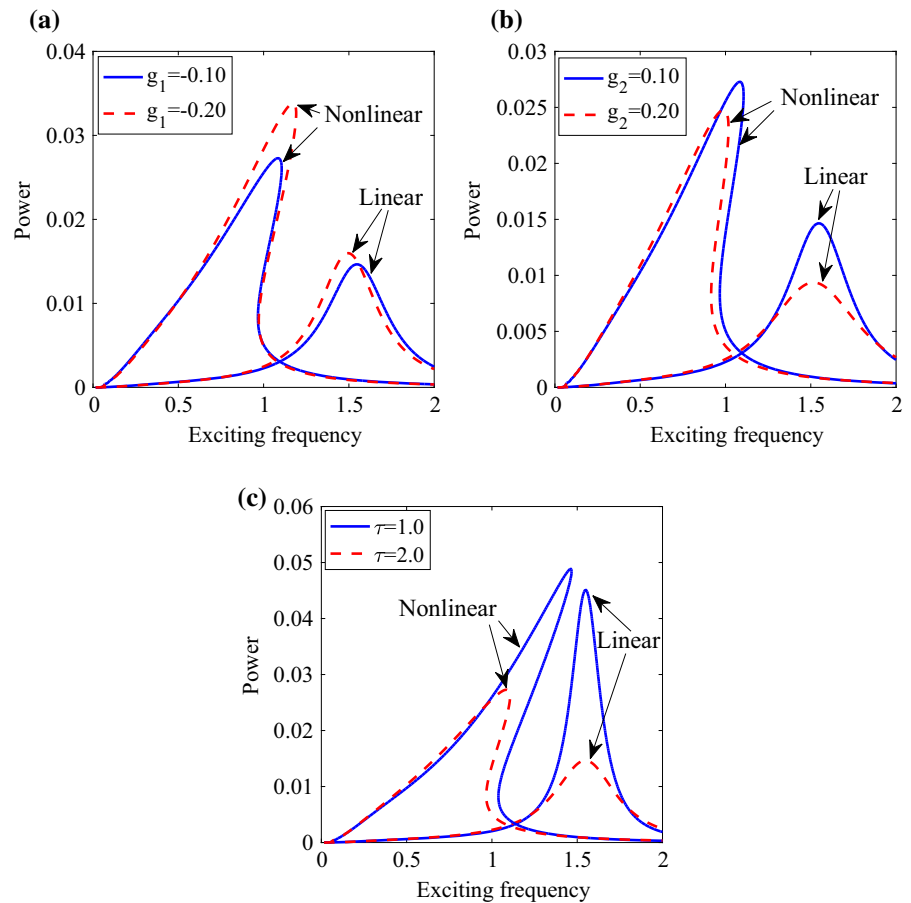 (a)
0.04
0.03
0.02
0.01
0
Power
g1=-0.10
g1=-0.20
Nonlinear
Linear
0 0.5 1 1.5 2
Exciting frequency
(b)
0.03
0.025
0.02
0.015
0.01
0.005
0
Power
g2=0.10
g2=0.20
Nonlinear
Linear
0 0.5 1 1.5 2
Exciting frequency
(c)
0.06
0.05
0.04
0.03
0.02
0.01
0
Power
τ=1.0
τ=2.0
Nonlinear
Linear
0 0.5 1 1.5 2
Exciting frequency